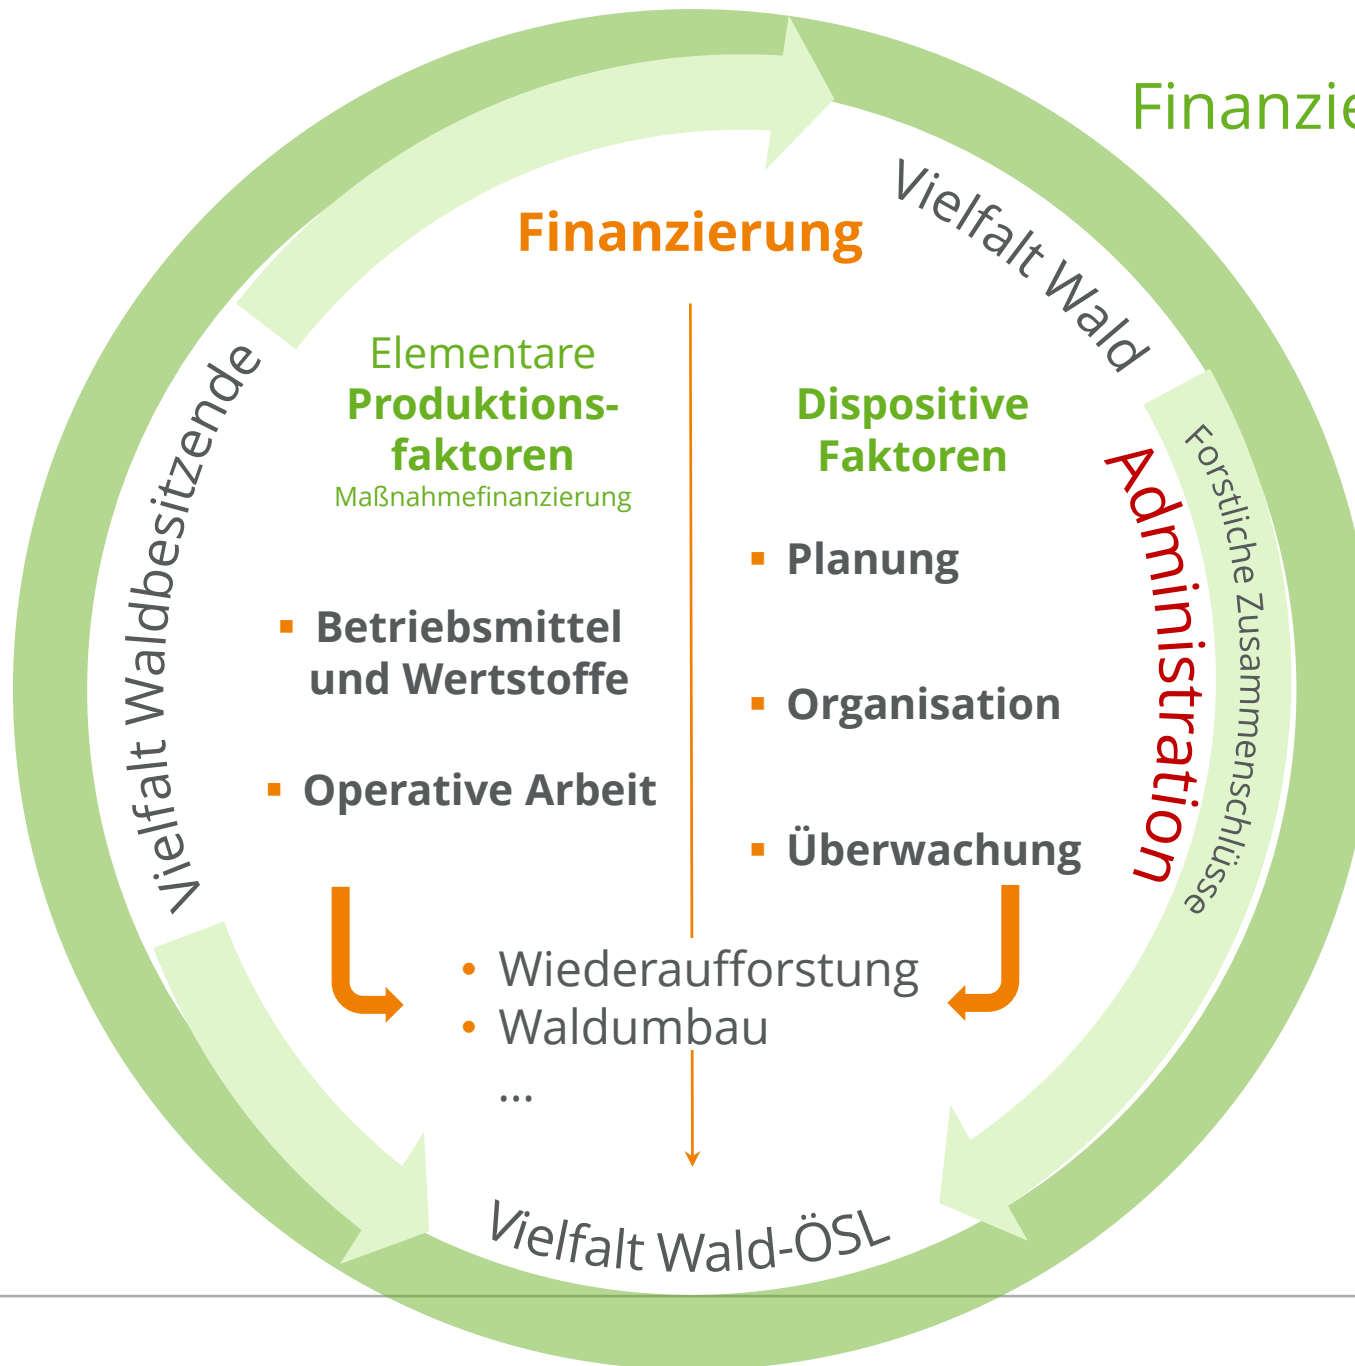 Finanzie
Vielfalt Wald
Finanzierung
Vielfalt Waldbesitzende
Elementare
Produktions-
faktoren
Maßnahmefinanzierung
▪ Betriebsmittel
und Wertstoffe
▪ Operative Arbeit
Dispositive
Faktoren
▪ Planung
▪ Organisation
▪ Überwachung
Administration
Forstliche Zusammenschlüsse
• Wiederaufforstung
• Waldumbau
...
Vielfalt Wald-ÖSL